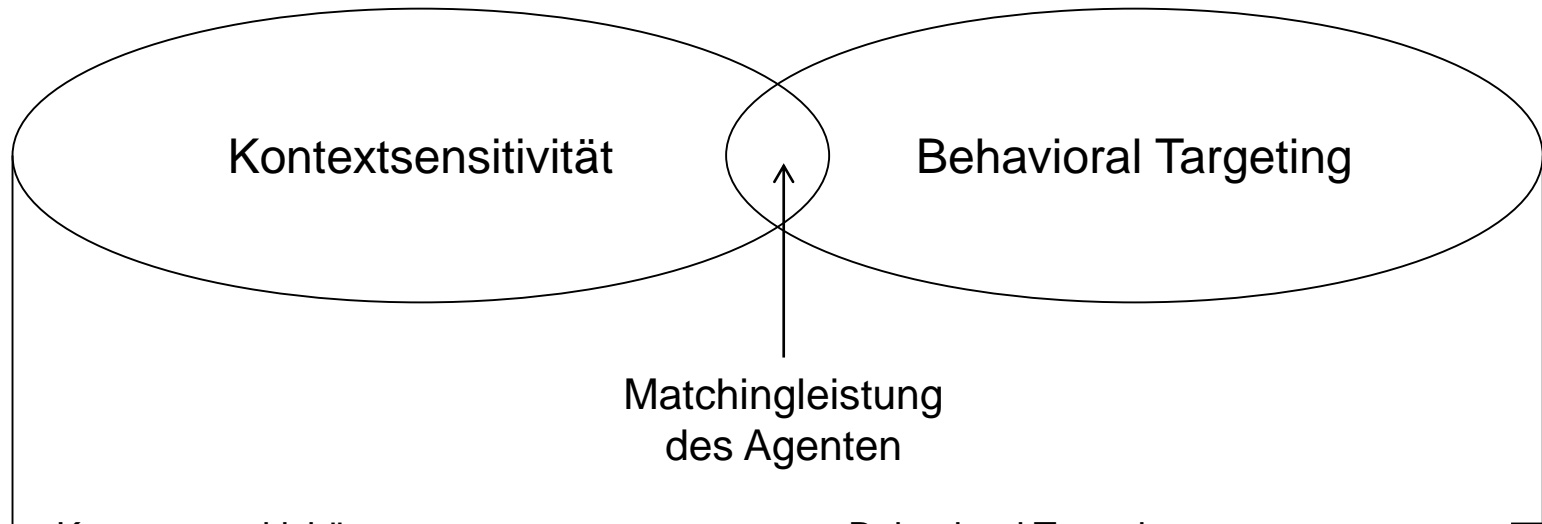 Kontextsensitivität
Behavioral Targeting
Matchingleistung
des Agenten